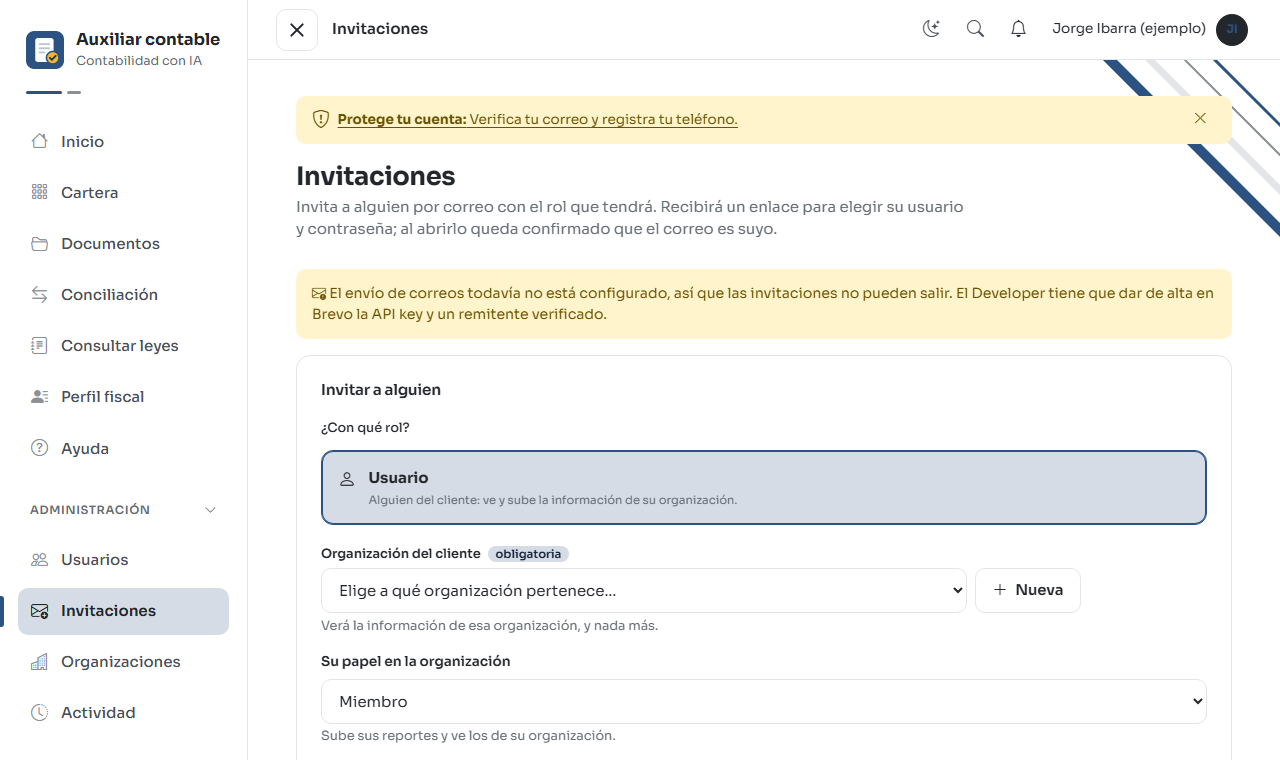 Auxiliar contable
Contabilidad con IA
Inicio
Cartera
Documentos
Conciliación
Consultar leyes
Perfil fiscal
Ayuda
ADMINISTRACIÓN
Usuarios
Invitaciones
Organizaciones
Actividad
Invitaciones
Jorge Ibarra (ejemplo)
JI
Protege tu cuenta: Verifica tu correo y registra tu teléfono.
Invitaciones
Invita a alguien por correo con el rol que tendrá. Recibirá un enlace para elegir su usuario
y contraseña; al abrirlo queda confirmado que el correo es suyo.
El envío de correos todavía no está configurado, así que las invitaciones no pueden salir. El Developer tiene que dar de alta en
Brevo la API key y un remitente verificado.
Invitar a alguien
¿Con qué rol?
Usuario
Alguien del cliente: ve y sube la información de su organización.
Organización del cliente obligatoria
Elige a qué organización pertenece...
Nueva
Verá la información de esa organización, y nada más.
Su papel en la organización
Miembro
Sube sus reportes y ve los de su organización.